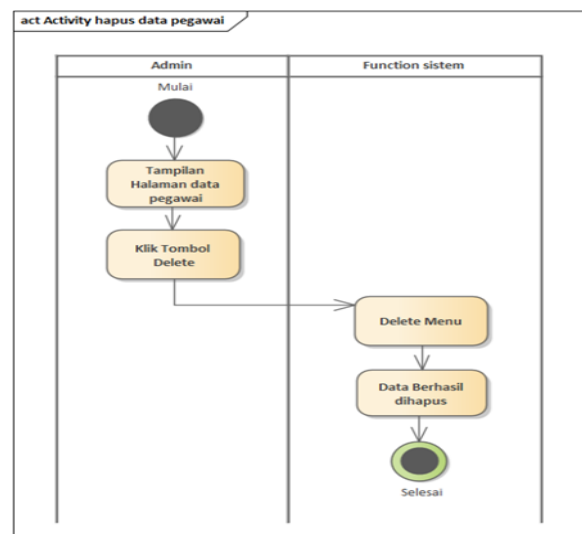 act Activity hapus data pegawai
Admin
Function sistem
Mulai
Tampilan
Halaman data
pegawai
Klik Tombol
Delete
Delete Menu
Data Berhasil
dihapus
Selesai